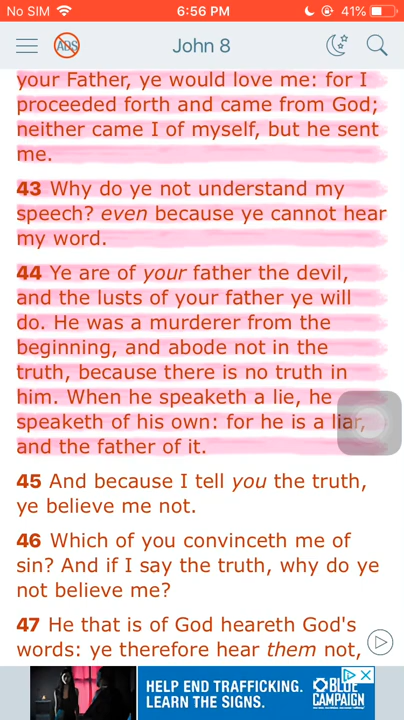 No SIM 6:56 PM 41%
ADS John 8
your Father, ye would love me: for I
proceeded forth and came from God;
neither came I of myself, but he sent
me.
43 Why do ye not understand my
speech? even because ye cannot hear
my word.
44 Ye are of your father the devil,
and the lusts of your father ye will
do. He was a murderer from the
beginning, and abode not in the
truth, because there is no truth in
him. When he speaketh a lie, he
speaketh of his own: for he is a liar,
and the father of it.
45 And because I tell you the truth,
ye believe me not.
46 Which of you convinceth me of
sin? And if I say the truth, why do ye
not believe me?
47 He that is of God heareth God's
words: ye therefore hear them not,
HELP END TRAFFICKING.
LEARN THE SIGNS.
BLUE
CAMPAIGN